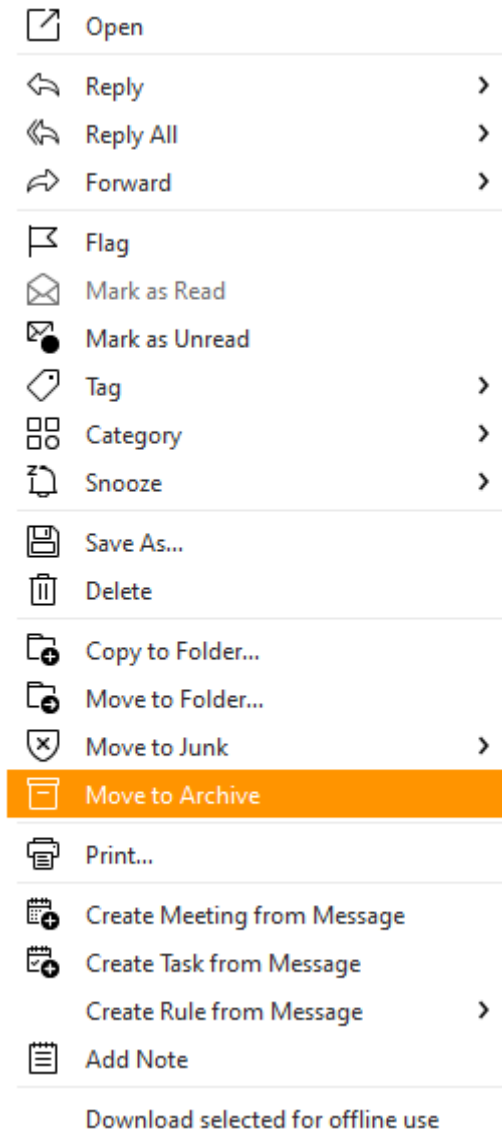 Open
Reply
Reply All
Forward
Flag
Mark as Read
Mark as Unread
Tag
Category
Snooze
Save As...
Delete
Copy to Folder...
Move to Folder...
Move to Junk
Move to Archive
Print...
Create Meeting from Message
Create Task from Message
Create Rule from Message
Add Note
Download selected for offline use